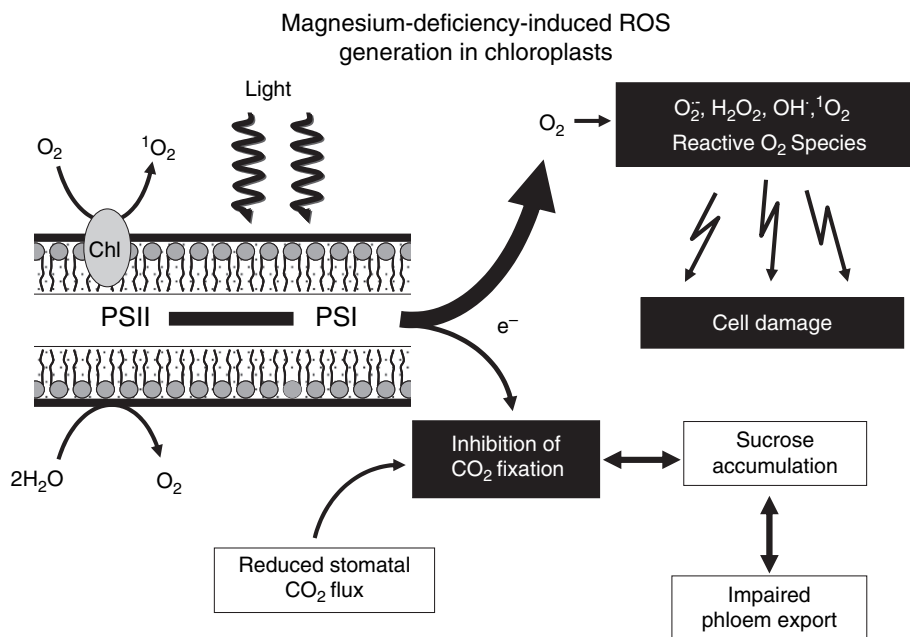 Magnesium-deficiency-induced ROS
generation in chloroplasts
Light
O₂
¹O₂
O₂
O₂⁻̇, H₂O₂, OH·,¹O₂
Reactive O₂ Species
Chl
PSII
PSI
e⁻
Cell damage
2H₂O
O₂
Inhibition of
CO₂ fixation
Sucrose
accumulation
Reduced stomatal
CO₂ flux
Impaired
phloem export